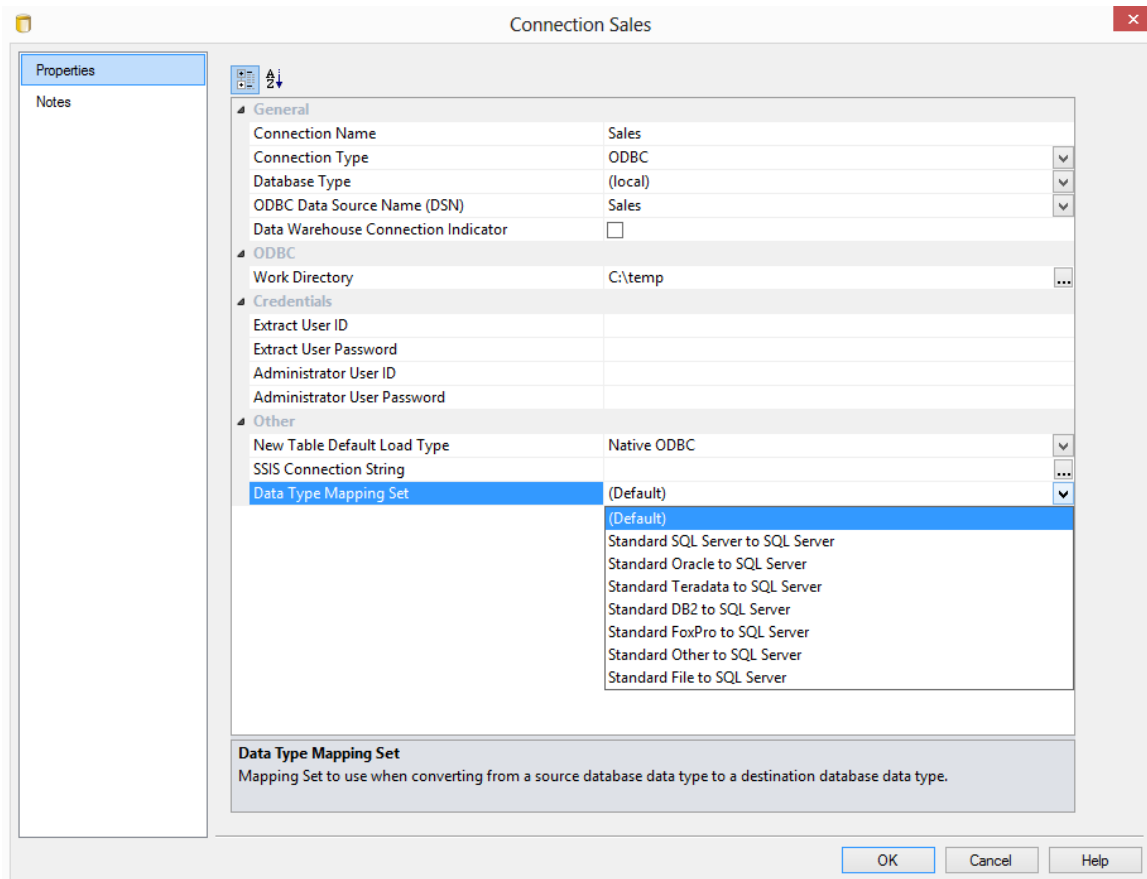 Connection Sales
Properties
Notes
General
Connection Name Sales
Connection Type ODBC
Database Type (local)
ODBC Data Source Name (DSN) Sales
Data Warehouse Connection Indicator
ODBC
Work Directory C:\temp ...
Credentials
Extract User ID
Extract User Password
Administrator User ID
Administrator User Password
Other
New Table Default Load Type Native ODBC
SSIS Connection String ...
Data Type Mapping Set (Default)
(Default)
Standard SQL Server to SQL Server
Standard Oracle to SQL Server
Standard Teradata to SQL Server
Standard DB2 to SQL Server
Standard FoxPro to SQL Server
Standard Other to SQL Server
Standard File to SQL Server
Data Type Mapping Set
Mapping Set to use when converting from a source database data type to a destination database data type.
OK Cancel Help